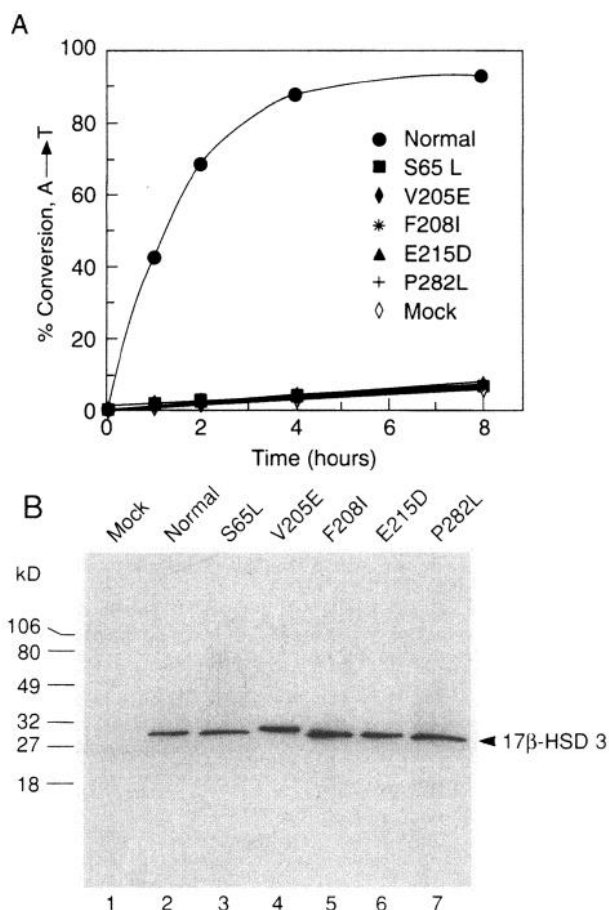 A
% Conversion, A → T
100
80
60
40
20
0
0 2 4 6 8
Time (hours)
Normal
S65 L
V205E
F208I
E215D
P282L
Mock
B
Mock Normal S65L V205E F208I E215D P282L
kD
106
80
49
32
27
18
17β-HSD 3
1 2 3 4 5 6 7